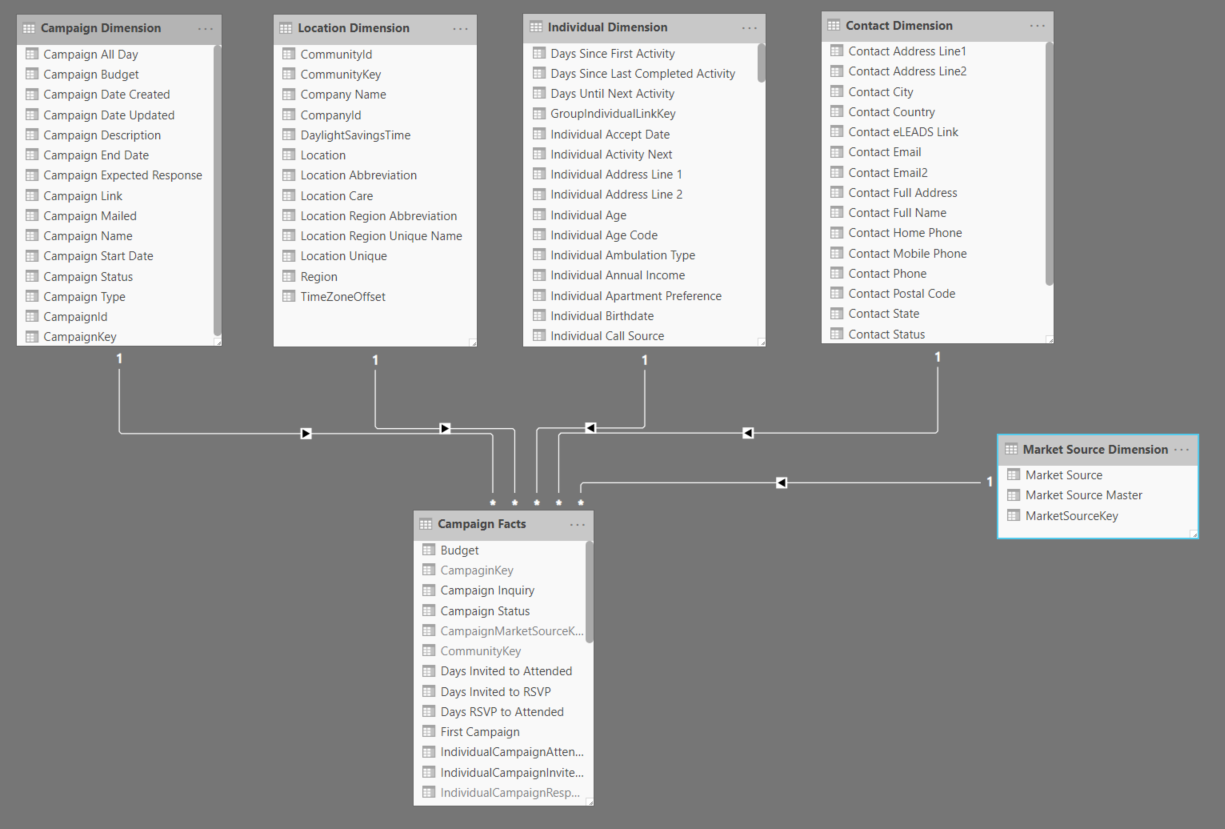 Campaign Dimension
Campaign All Day
Campaign Budget
Campaign Date Created
Campaign Date Updated
Campaign Description
Campaign End Date
Campaign Expected Response
Campaign Link
Campaign Mailed
Campaign Name
Campaign Start Date
Campaign Status
Campaign Type
CampaignId
CampaignKey
1
Location Dimension
CommunityId
CommunityKey
Company Name
CompanyId
DaylightSavingsTime
Location
Location Abbreviation
Location Care
Location Region Abbreviation
Location Region Unique Name
Location Unique
Region
TimeZoneOffset
1
Individual Dimension
Days Since First Activity
Days Since Last Completed Activity
Days Until Next Activity
GroupIndividualLinkKey
Individual Accept Date
Individual Activity Next
Individual Address Line 1
Individual Address Line 2
Individual Age
Individual Age Code
Individual Ambulation Type
Individual Annual Income
Individual Apartment Preference
Individual Birthdate
Individual Call Source
1
Contact Dimension
Contact Address Line1
Contact Address Line2
Contact City
Contact Country
Contact eLEADS Link
Contact Email
Contact Email2
Contact Full Address
Contact Full Name
Contact Home Phone
Contact Mobile Phone
Contact Phone
Contact Postal Code
Contact State
Contact Status
1
Market Source Dimension
Market Source
Market Source Master
MarketSourceKey
1
* * * * *
Campaign Facts
Budget
CampaginKey
Campaign Inquiry
Campaign Status
CampaignMarketSourceK...
CommunityKey
Days Invited to Attended
Days Invited to RSVP
Days RSVP to Attended
First Campaign
IndividualCampaignAtten...
IndividualCampaignInvite...
IndividualCampaignResp...